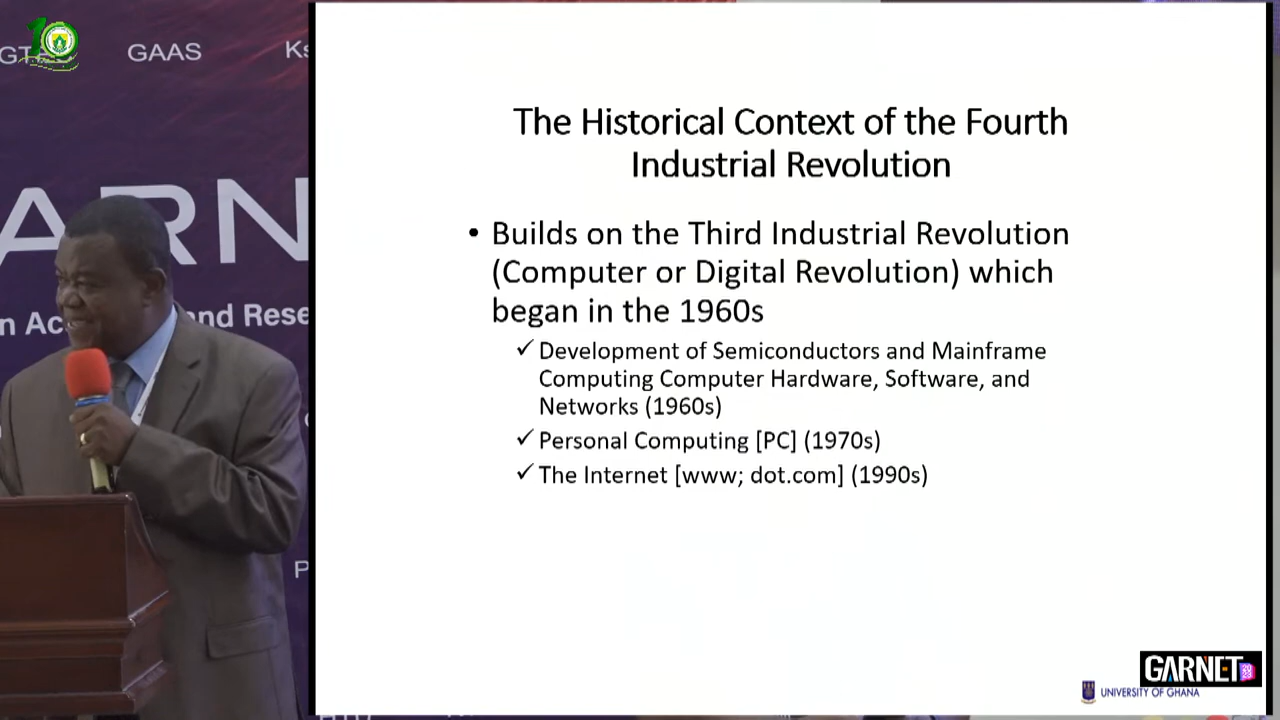 GAAS
ARN
The Historical Context of the Fourth
Industrial Revolution
• Builds on the Third Industrial Revolution
(Computer or Digital Revolution) which
began in the 1960s
✓ Development of Semiconductors and Mainframe
Computing Computer Hardware, Software, and
Networks (1960s)
✓ Personal Computing [PC] (1970s)
✓ The Internet [www; dot.com] (1990s)
GARNET
UNIVERSITY OF GHANA